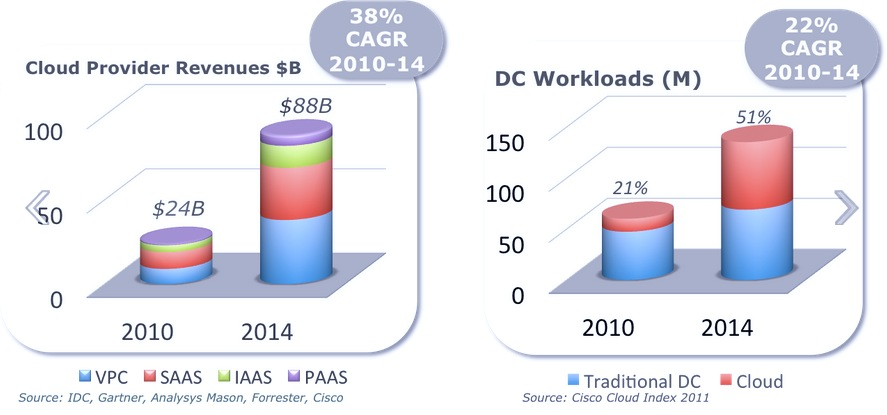 38%
CAGR
2010-14
Cloud Provider Revenues $B
$88B
100
$24B
50
0
2010
2014
VPC
SAAS
IAAS
PAAS
Source: IDC, Gartner, Analysys Mason, Forrester, Cisco
22%
CAGR
2010-14
DC Workloads (M)
51%
150
21%
100
50
0
2010
2014
Traditional DC
Cloud
Source: Cisco Cloud Index 2011